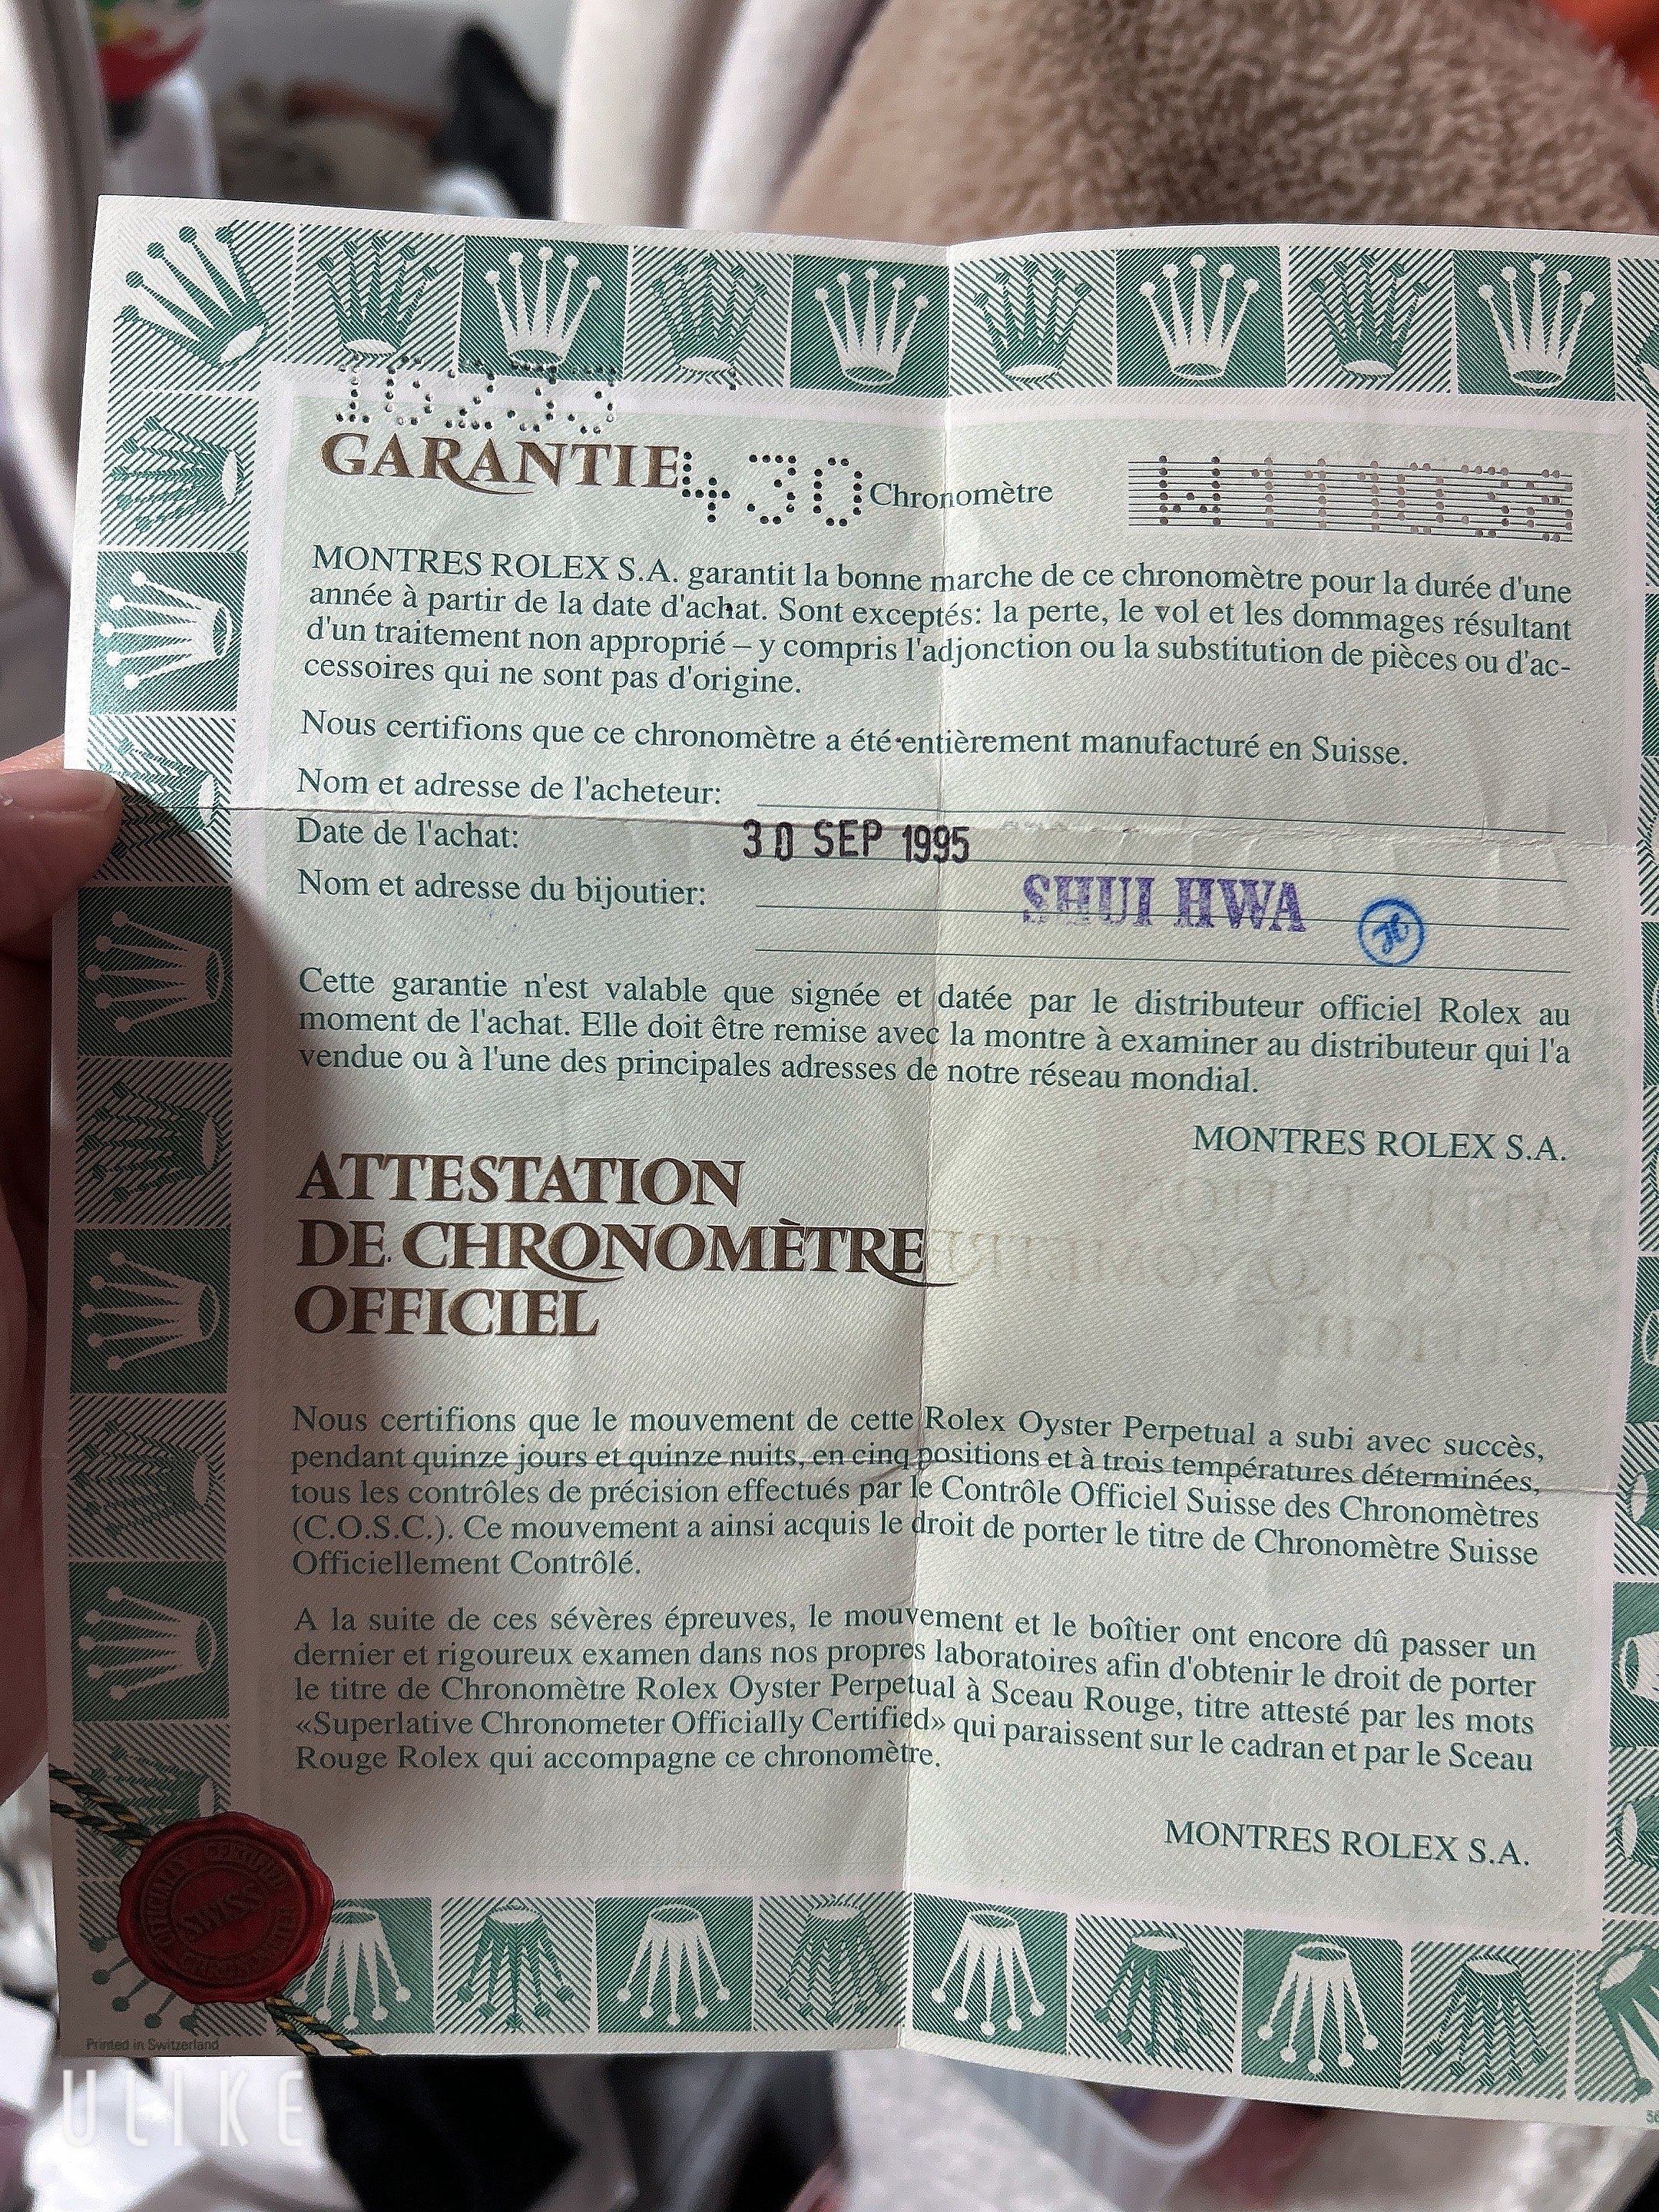 16233
GARANTIE 430 Chronomètre W111038
MONTRES ROLEX S.A. garantit la bonne marche de ce chronomètre pour la durée d'une
année à partir de la date d'achat. Sont exceptés: la perte, le vol et les dommages résultant
d'un traitement non approprié – y compris l'adjonction ou la substitution de pièces ou d'ac-
cessoires qui ne sont pas d'origine.
Nous certifions que ce chronomètre a été entièrement manufacturé en Suisse.
Nom et adresse de l'acheteur:
Date de l'achat: 30 SEP 1995
Nom et adresse du bijoutier: SHUI HWA
Cette garantie n'est valable que signée et datée par le distributeur officiel Rolex au
moment de l'achat. Elle doit être remise avec la montre à examiner au distributeur qui l'a
vendue ou à l'une des principales adresses de notre réseau mondial.
MONTRES ROLEX S.A.
ATTESTATION
DE CHRONOMÈTRE
OFFICIEL
Nous certifions que le mouvement de cette Rolex Oyster Perpetual a subi avec succès,
pendant quinze jours et quinze nuits, en cinq positions et à trois températures déterminées,
tous les contrôles de précision effectués par le Contrôle Officiel Suisse des Chronomètres
(C.O.S.C.). Ce mouvement a ainsi acquis le droit de porter le titre de Chronomètre Suisse
Officiellement Contrôlé.
A la suite de ces sévères épreuves, le mouvement et le boîtier ont encore dû passer un
dernier et rigoureux examen dans nos propres laboratoires afin d'obtenir le droit de porter
le titre de Chronomètre Rolex Oyster Perpetual à Sceau Rouge, titre attesté par les mots
«Superlative Chronometer Officially Certified» qui paraissent sur le cadran et par le Sceau
Rouge Rolex qui accompagne ce chronomètre.
MONTRES ROLEX S.A.
OFFICIALLY CERTIFIED
SWISS
CHRONOMETER
Printed in Switzerland
ULIKE